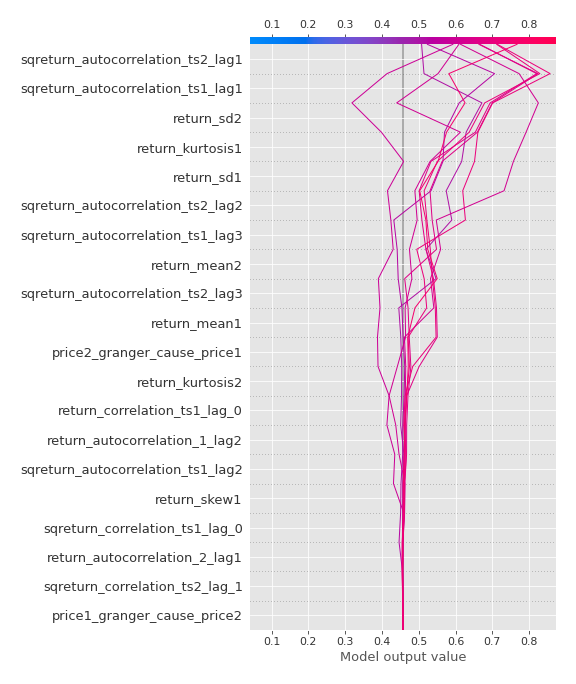 0.1 0.2 0.3 0.4 0.5 0.6 0.7 0.8
sqreturn_autocorrelation_ts2_lag1
sqreturn_autocorrelation_ts1_lag1
return_sd2
return_kurtosis1
return_sd1
sqreturn_autocorrelation_ts2_lag2
sqreturn_autocorrelation_ts1_lag3
return_mean2
sqreturn_autocorrelation_ts2_lag3
return_mean1
price2_granger_cause_price1
return_kurtosis2
return_correlation_ts1_lag_0
return_autocorrelation_1_lag2
sqreturn_autocorrelation_ts1_lag2
return_skew1
sqreturn_correlation_ts1_lag_0
return_autocorrelation_2_lag1
sqreturn_correlation_ts2_lag_1
price1_granger_cause_price2
0.1 0.2 0.3 0.4 0.5 0.6 0.7 0.8
Model output value